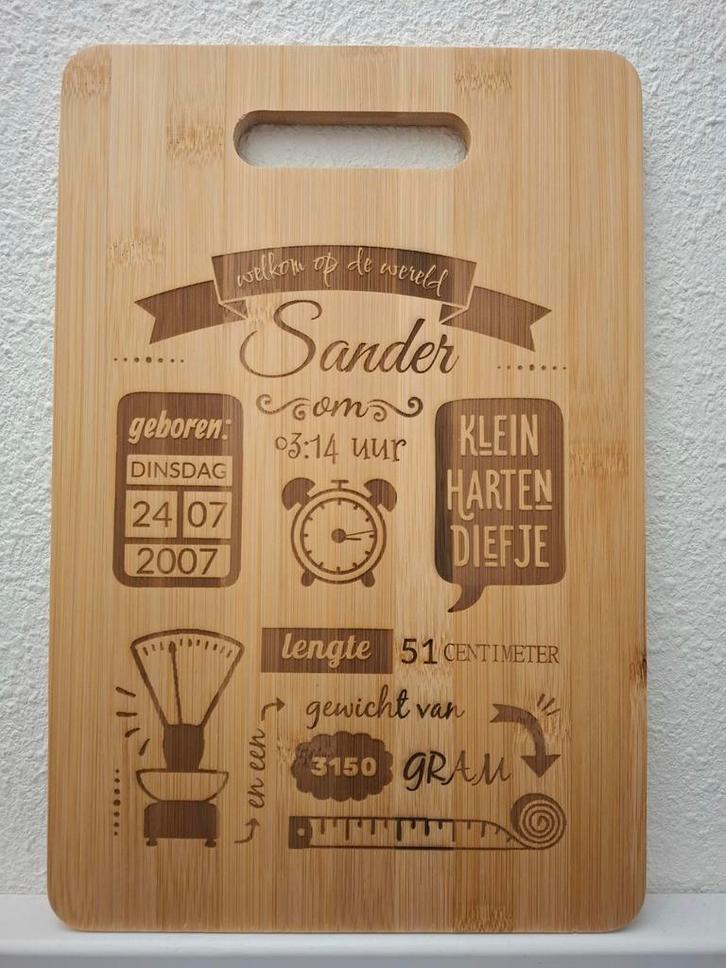 welkom op de wereld
Sander
om
03:14 uur
geboren:
DINSDAG
24 07
2007
KLEIN
HARTEN
DIEFJE
lengte 51 CENTIMETER
gewicht van
en een
3150 GRAM